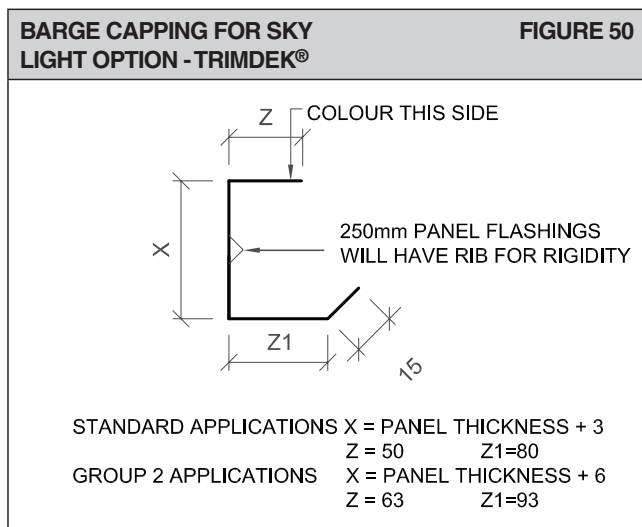 BARGE CAPPING FOR SKY FIGURE 50
LIGHT OPTION - TRIMDEK®
Z
COLOUR THIS SIDE
X
250mm PANEL FLASHINGS
WILL HAVE RIB FOR RIGIDITY
Z1
15
STANDARD APPLICATIONS X = PANEL THICKNESS + 3
Z = 50 Z1=80
GROUP 2 APPLICATIONS X = PANEL THICKNESS + 6
Z = 63 Z1=93